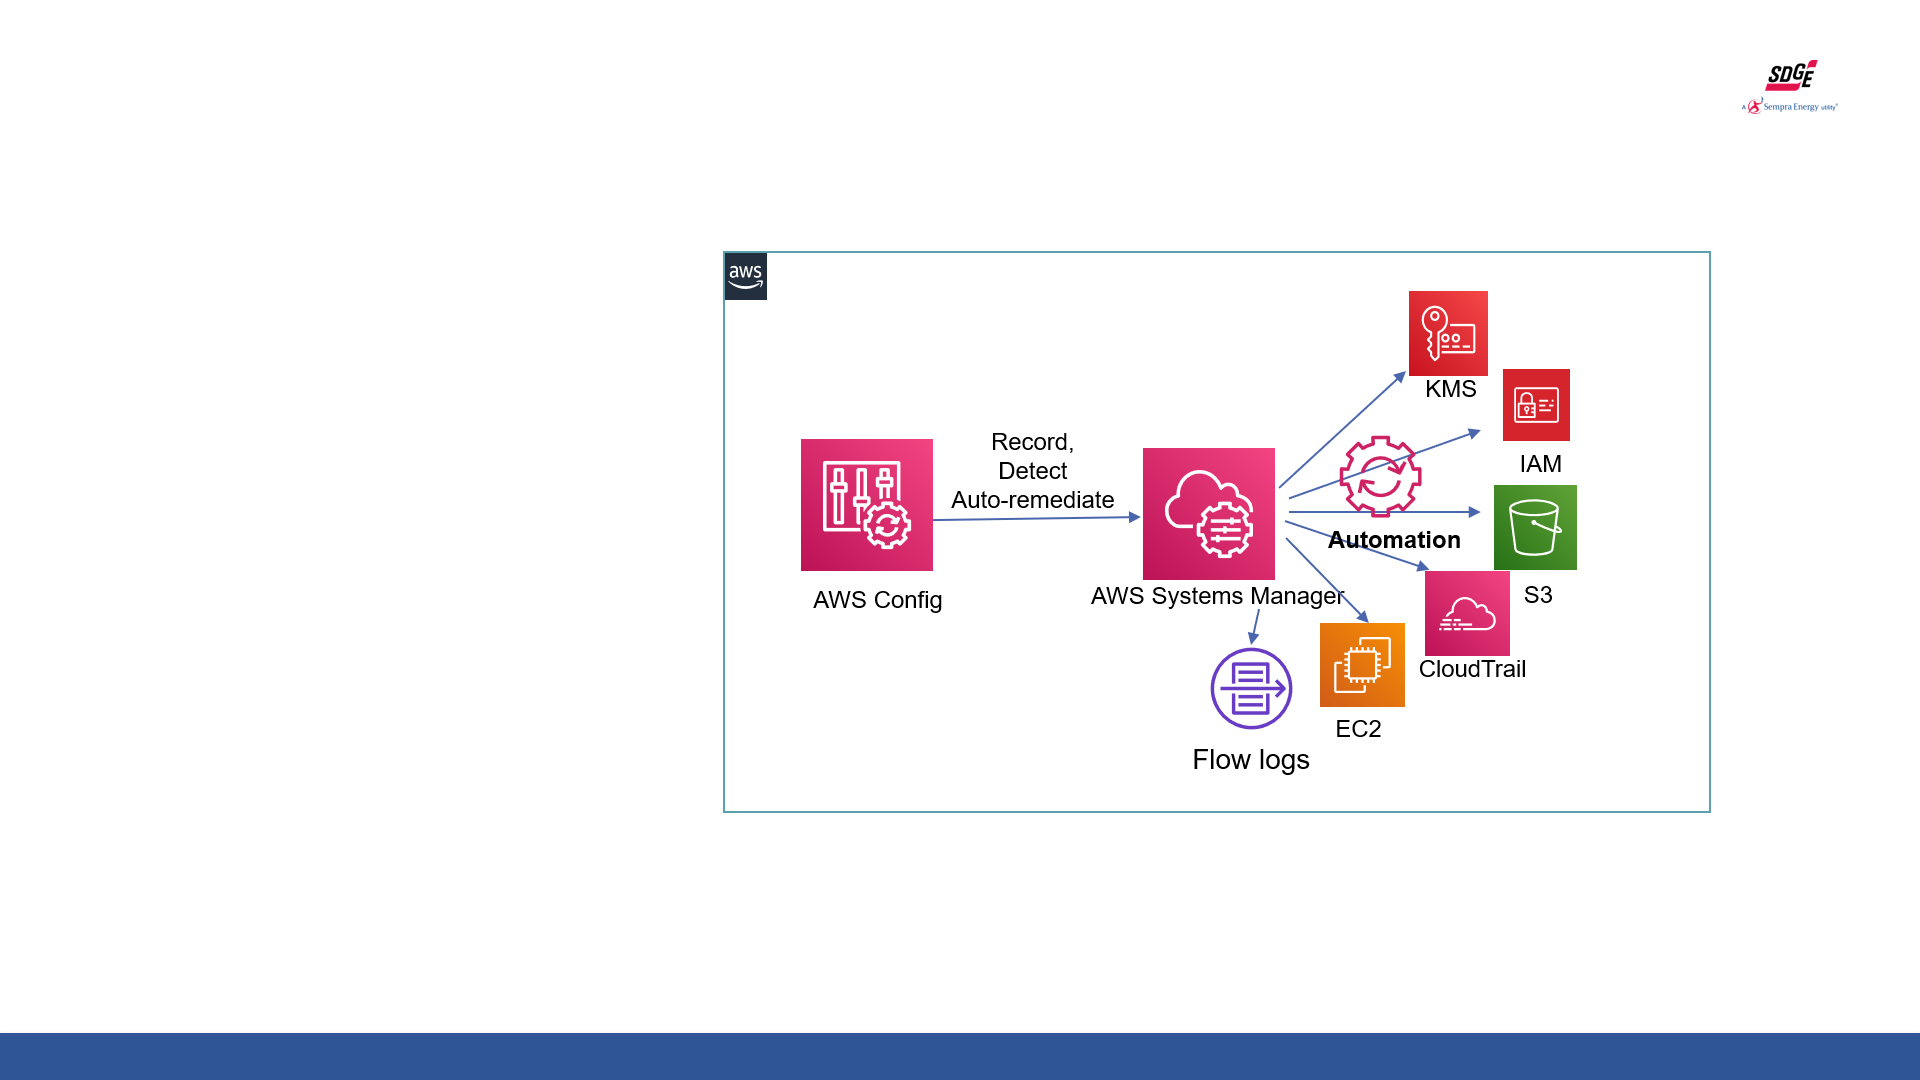 SDGE
A Sempra Energy utility®
aws
KMS
IAM
Record,
Detect
Auto-remediate
Automation
AWS Config
AWS Systems Manager
S3
CloudTrail
EC2
Flow logs